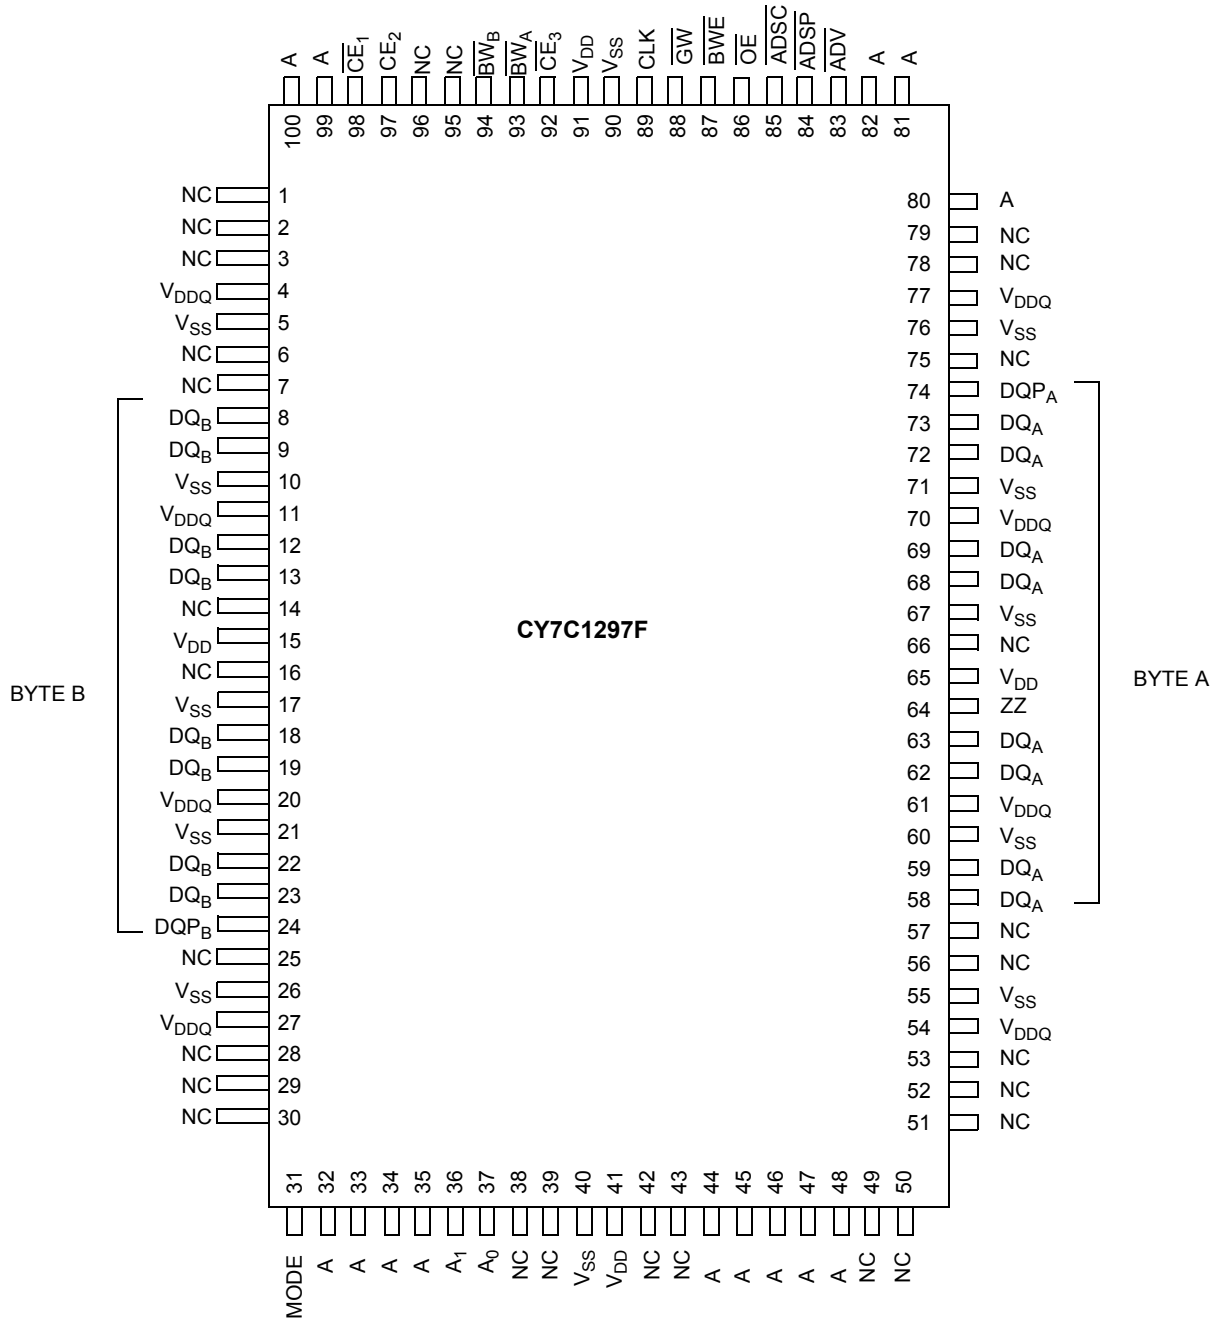 A A CE1 CE2 NC NC BWB BWA CE3 VDD VSS CLK GW BWE OE ADSC ADSP ADV A A
100 99 98 97 96 95 94 93 92 91 90 89 88 87 86 85 84 83 82 81
NC 1
NC 2
NC 3
VDDQ 4
VSS 5
NC 6
NC 7
DQB 8
DQB 9
VSS 10
VDDQ 11
DQB 12
DQB 13
NC 14
VDD 15
NC 16
VSS 17
DQB 18
DQB 19
VDDQ 20
VSS 21
DQB 22
DQB 23
DQPB 24
NC 25
VSS 26
VDDQ 27
NC 28
NC 29
NC 30
BYTE B
CY7C1297F
80 A
79 NC
78 NC
77 VDDQ
76 VSS
75 NC
74 DQPA
73 DQA
72 DQA
71 VSS
70 VDDQ
69 DQA
68 DQA
67 VSS
66 NC
65 VDD
64 ZZ
63 DQA
62 DQA
61 VDDQ
60 VSS
59 DQA
58 DQA
57 NC
56 NC
55 VSS
54 VDDQ
53 NC
52 NC
51 NC
BYTE A
31 32 33 34 35 36 37 38 39 40 41 42 43 44 45 46 47 48 49 50
MODE A A A A A1 A0 NC NC VSS VDD NC NC A A A A A NC NC